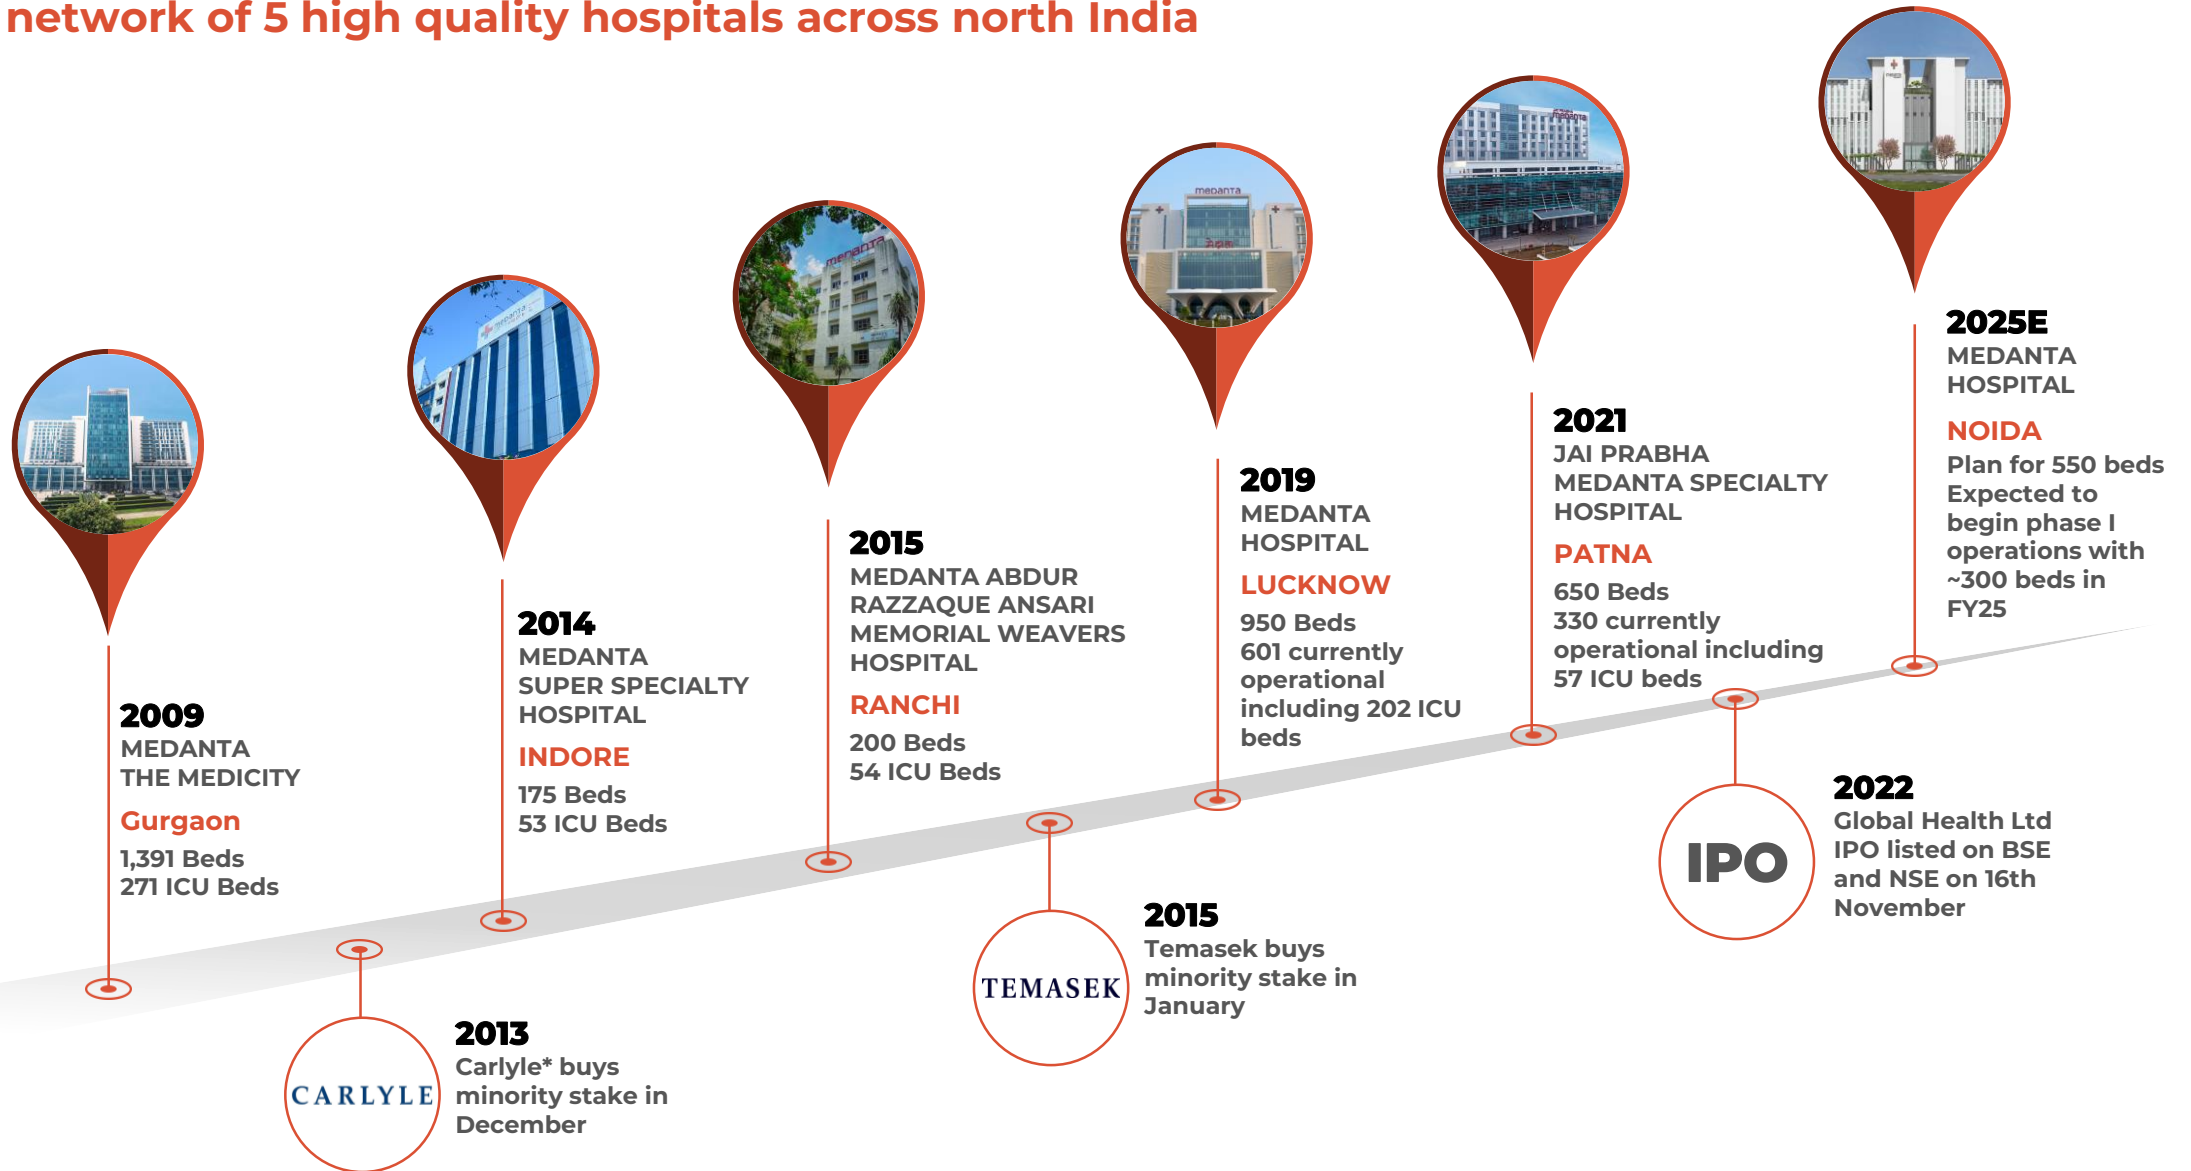 network of 5 high quality hospitals across north India
2009
MEDANTA
THE MEDICITY
Gurgaon
1,391 Beds
271 ICU Beds
CARLYLE
2013
Carlyle* buys
minority stake in
December
medanta
2014
MEDANTA
SUPER SPECIALTY
HOSPITAL
INDORE
175 Beds
53 ICU Beds
medanta
2015
MEDANTA ABDUR
RAZZAQUE ANSARI
MEMORIAL WEAVERS
HOSPITAL
RANCHI
200 Beds
54 ICU Beds
TEMASEK
2015
Temasek buys
minority stake in
January
medanta
2019
MEDANTA
HOSPITAL
LUCKNOW
950 Beds
601 currently
operational
including 202 ICU
beds
medanta
2021
JAI PRABHA
MEDANTA SPECIALTY
HOSPITAL
PATNA
650 Beds
330 currently
operational including
57 ICU beds
IPO
2022
Global Health Ltd
IPO listed on BSE
and NSE on 16th
November
medanta
2025E
MEDANTA
HOSPITAL
NOIDA
Plan for 550 beds
Expected to
begin phase I
operations with
~300 beds in
FY25